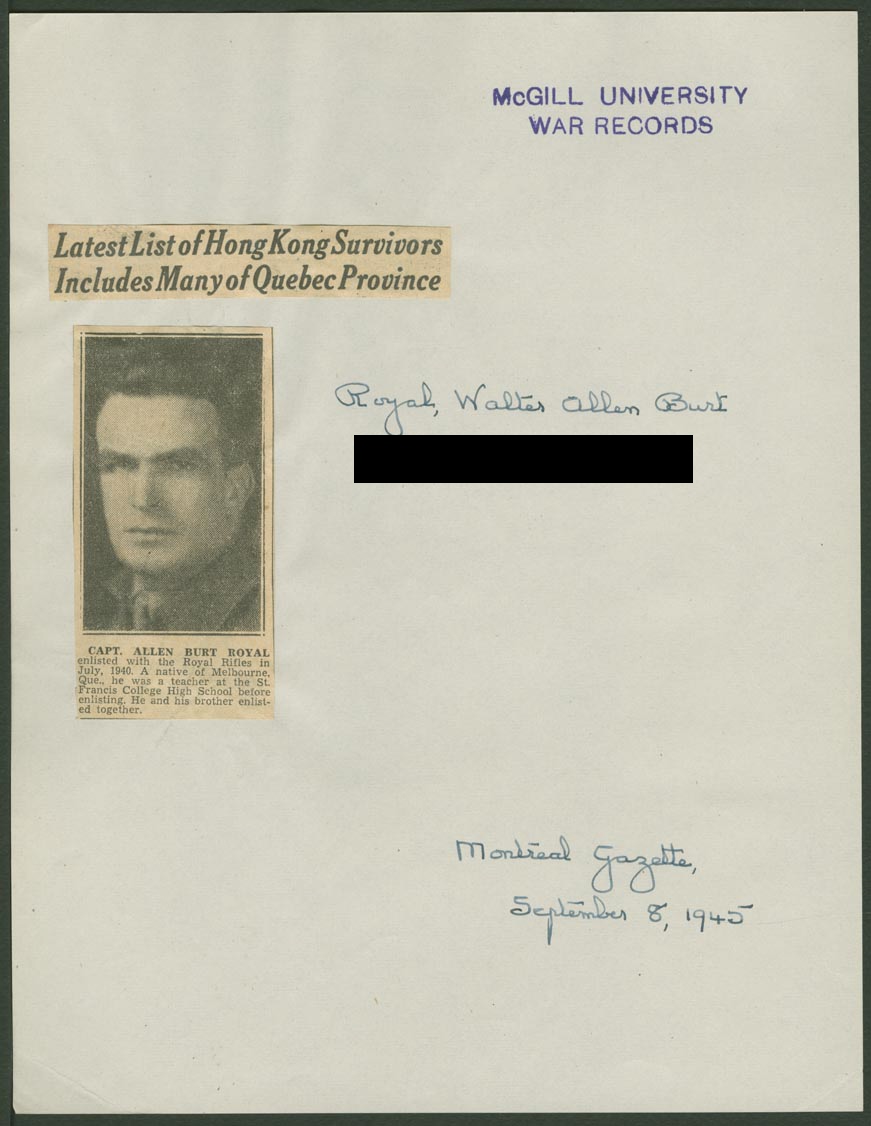 McGILL UNIVERSITY
WAR RECORDS
Latest List of Hong Kong Survivors
Includes Many of Quebec Province
Royal, Walter Allen Burt
CAPT. ALLEN BURT ROYAL
enlisted with the Royal Rifles in
July, 1940. A native of Melbourne,
Que., he was a teacher at the St.
Francis College High School before
enlisting. He and his brother enlist-
ed together.
Montreal Gazette,
September 8, 1945